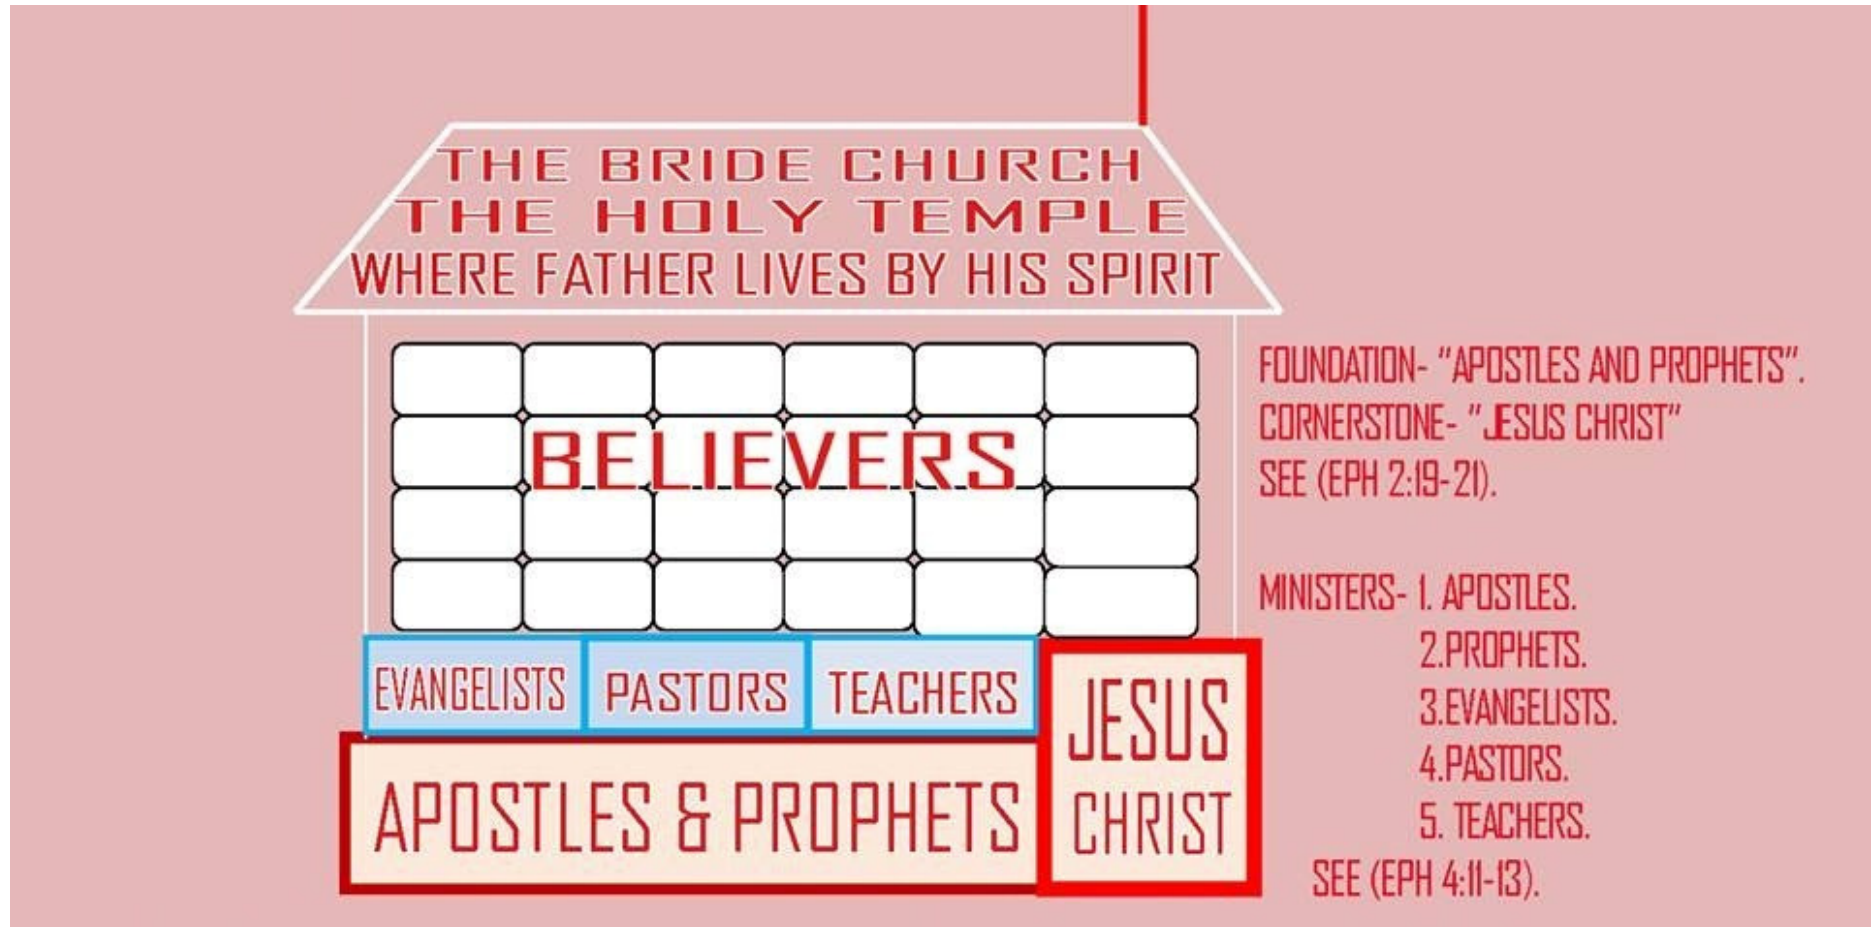 THE BRIDE CHURCH
THE HOLY TEMPLE
WHERE FATHER LIVES BY HIS SPIRIT
BELIEVERS
EVANGELISTS
PASTORS
TEACHERS
APOSTLES & PROPHETS
JESUS
CHRIST
FOUNDATION- "APOSTLES AND PROPHETS".
CORNERSTONE- "JESUS CHRIST"
SEE (EPH 2:19-21).
MINISTERS- 1. APOSTLES.
2.PROPHETS.
3.EVANGELISTS.
4.PASTORS.
5. TEACHERS.
SEE (EPH 4:11-13).